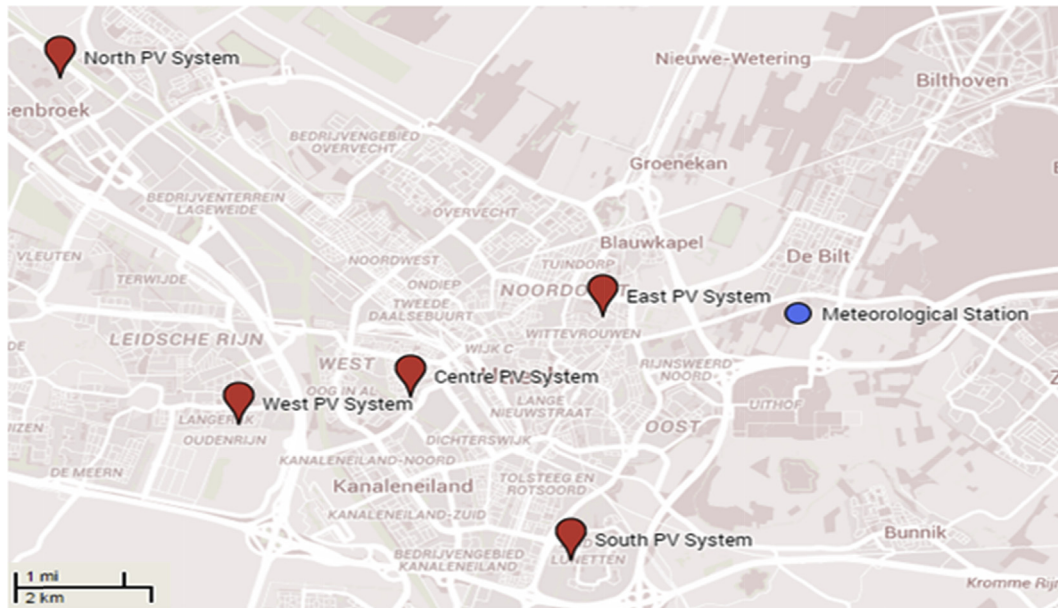 North PV System
Nieuwe-Wetering
Bilthoven
senbroek
BEDRIJVENGEBIED
OVERVECHT
Groenekan
BEDRIJVENTERREIN
LAGEWEIDE
OVERVECHT
Blauwkapel
VLEUTEN
NOORDWEST
TUINDORP
De Bilt
TERWIJDE
ONDIEP
East PV System
TWEEDE
DAALSEBUURT
Meteorological Station
WITTEVROUWEN
LEIDSCHE RIJN
WIJK C
WEST
RIJNSWEERD
NOORD
Centre PV System
OOG IN AL
West PV System
LANGE
NIEUWSTRAAT
UITHOF
OUDENRIJN
OOST
DICHTERSWIJK
KANALENEILAND-NOORD
DE MEERN
TOLSTEEG EN
ROTSOORD
Kanaleneiland
KANALENEILAND-ZUID
Bunnik
South PV System
BEDRIJVENGEBIED
KANALENEILAND
LUNETTEN
1 mi
2 km
Kromme Rijn